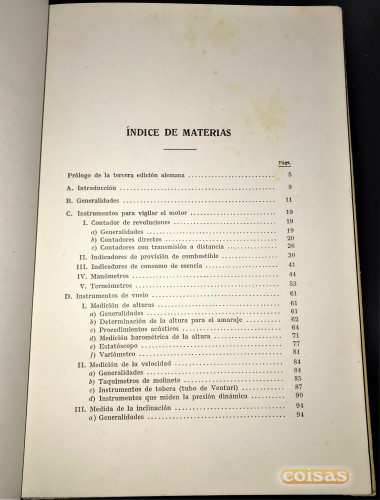 ÍNDICE DE MATERIAS
Pág.
Prólogo de la tercera edición alemana 5
A. Introducción 9
B. Generalidades 11
C. Instrumentos para vigilar el motor 19
I. Contador de revoluciones 19
a) Generalidades 19
b) Contadores directos 20
c) Contadores con transmisión a distancia 26
II. Indicadores de provisión de combustible 30
III. Indicadores de consumo de esencia 41
IV. Manómetros 44
V. Termómetros 53
D. Instrumentos de vuelo 61
I. Medición de alturas 61
a) Generalidades 61
b) Determinación de la altura para el amaraje 62
c) Procedimientos acústicos 64
d) Medición barométrica de la altura 71
e) Estatóscopo 77
f) Variómetro 81
II. Medición de la velocidad 84
a) Generalidades 84
b) Taquímetros de molinete 85
c) Instrumentos de tobera (tubo de Venturi) 87
d) Instrumentos que miden la presión dinámica 90
III. Medida de la inclinación 94
a) Generalidades 94
coisas